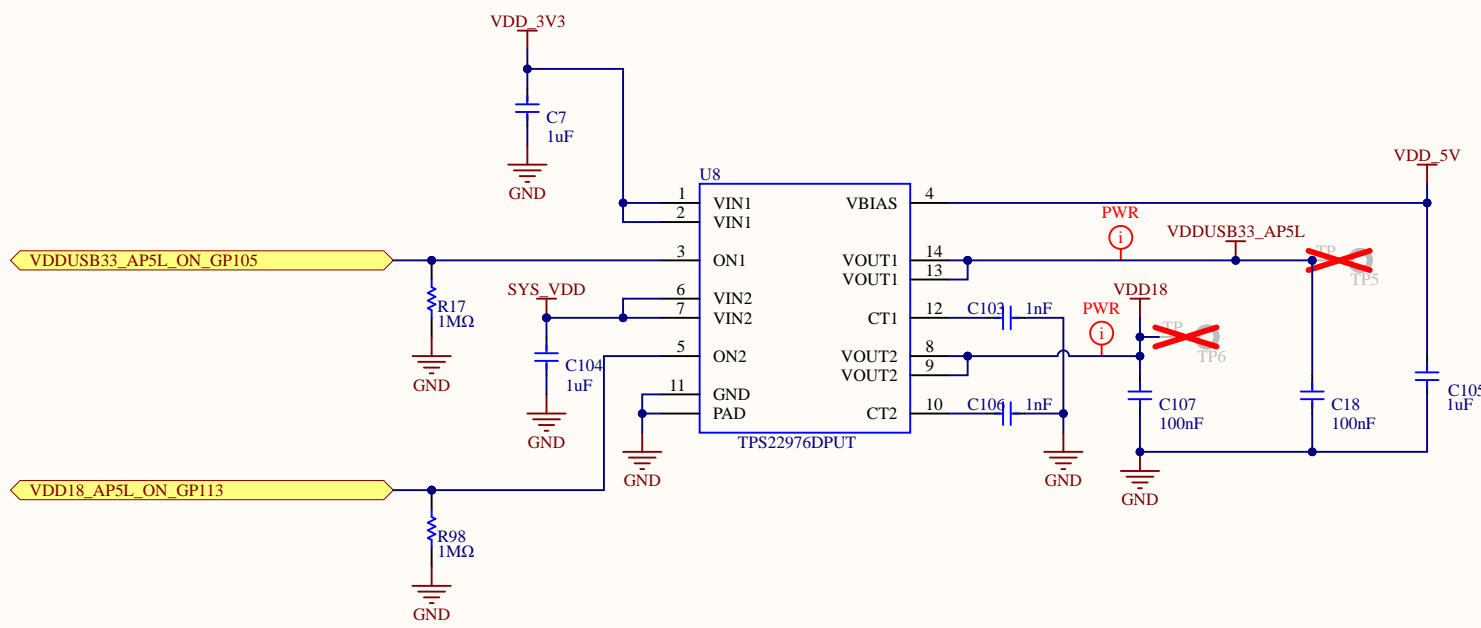 VDD_3V3
C7
1uF
GND
U8
1 VIN1
2 VIN1
VBIAS 4
VDD_5V
PWR
i
VDDUSB33_AP5L
VDDUSB33_AP5L_ON_GP105
3 ON1
VOUT1 14
VOUT1 13
TP
TP5
R17
1MΩ
GND
SYS_VDD
6 VIN2
7 VIN2
CT1 12
C103 1nF
PWR
i
VDD18
TP
TP6
C104
1uF
GND
5 ON2
VOUT2 8
VOUT2 9
11 GND
PAD
CT2 10
C106 1nF
C107
100nF
C18
100nF
C105
1uF
TPS22976DPUT
GND
GND
GND
VDD18_AP5L_ON_GP113
R98
1MΩ
GND